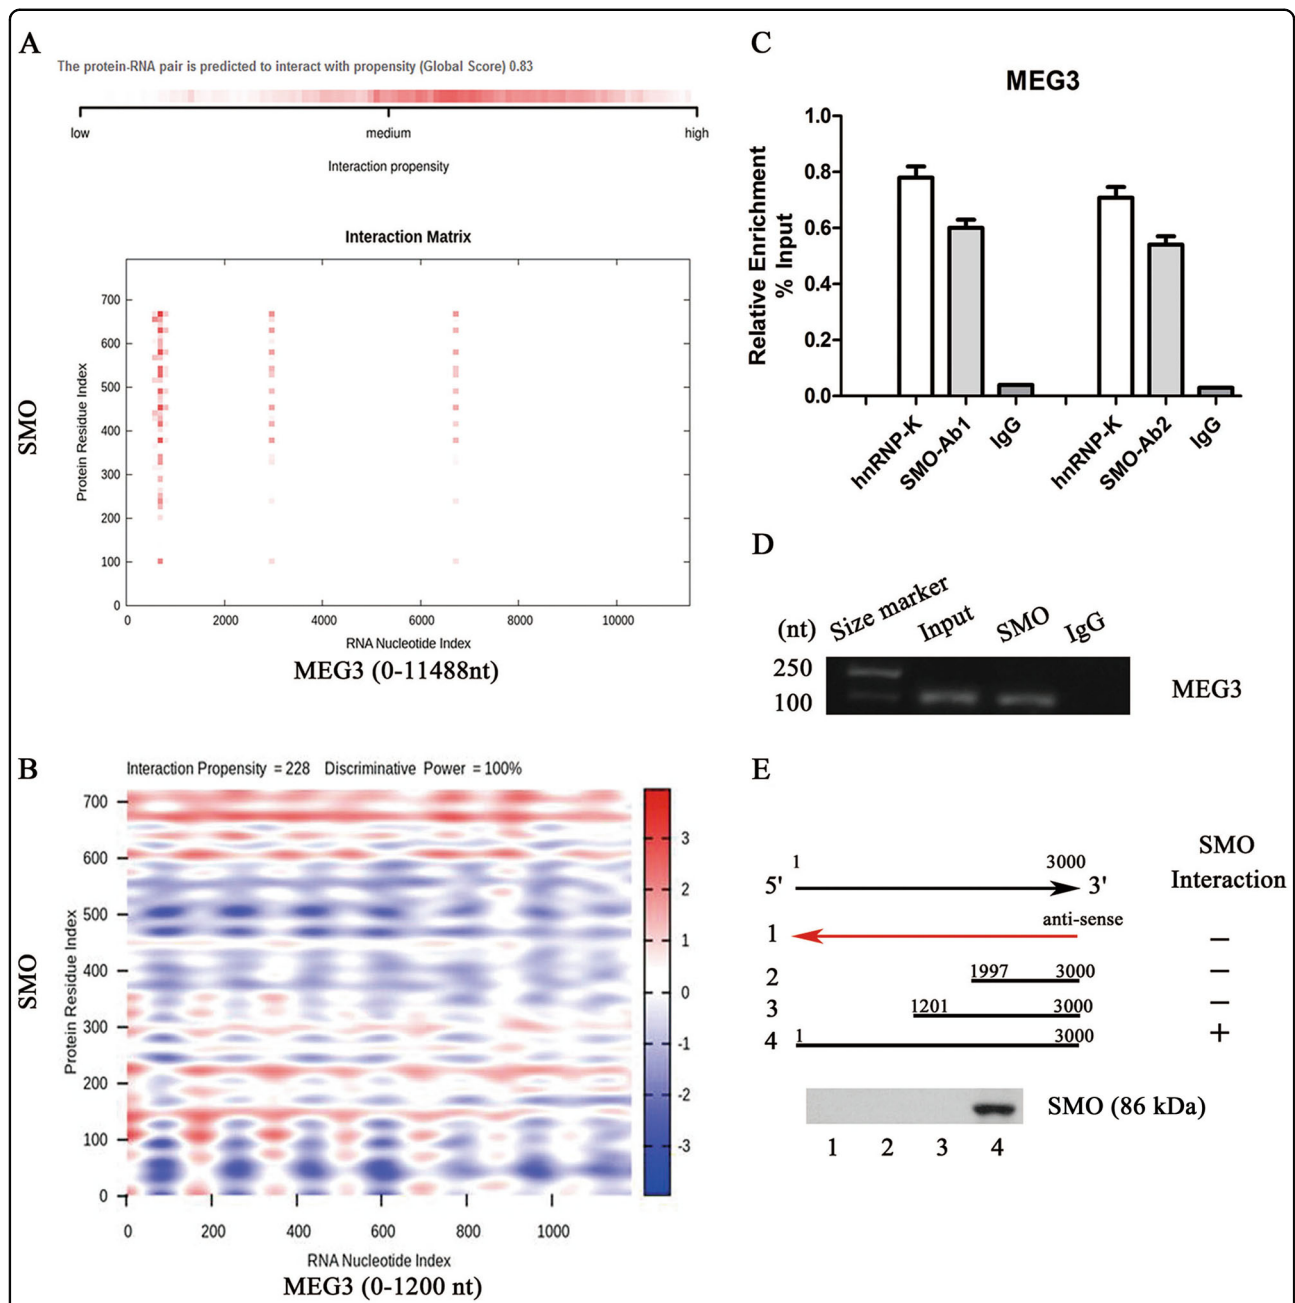 A
The protein-RNA pair is predicted to interact with propensity (Global Score) 0.83
low medium high
Interaction propensity
Interaction Matrix
SMO
Protein Residue Index
700
600
500
400
300
200
100
0
0 2000 4000 6000 8000 10000
RNA Nucleotide Index
MEG3 (0-11488nt)
B
Interaction Propensity = 228 Discriminative Power = 100%
SMO
Protein Residue Index
700
600
500
400
300
200
100
0
0 200 400 600 800 1000
RNA Nucleotide Index
MEG3 (0-1200 nt)
3
2
1
0
-1
-2
-3
C
MEG3
Relative Enrichment
% Input
1.0
0.8
0.6
0.4
0.2
0.0
hnRNP-K SMO-Ab1 IgG hnRNP-K SMO-Ab2 IgG
D
(nt) Size marker Input SMO IgG
250
100
MEG3
E
SMO
Interaction
1 3000
5' 3'
anti-sense
1 –
2 1997 3000 –
3 1201 3000 –
4 1 3000 +
SMO (86 kDa)
1 2 3 4